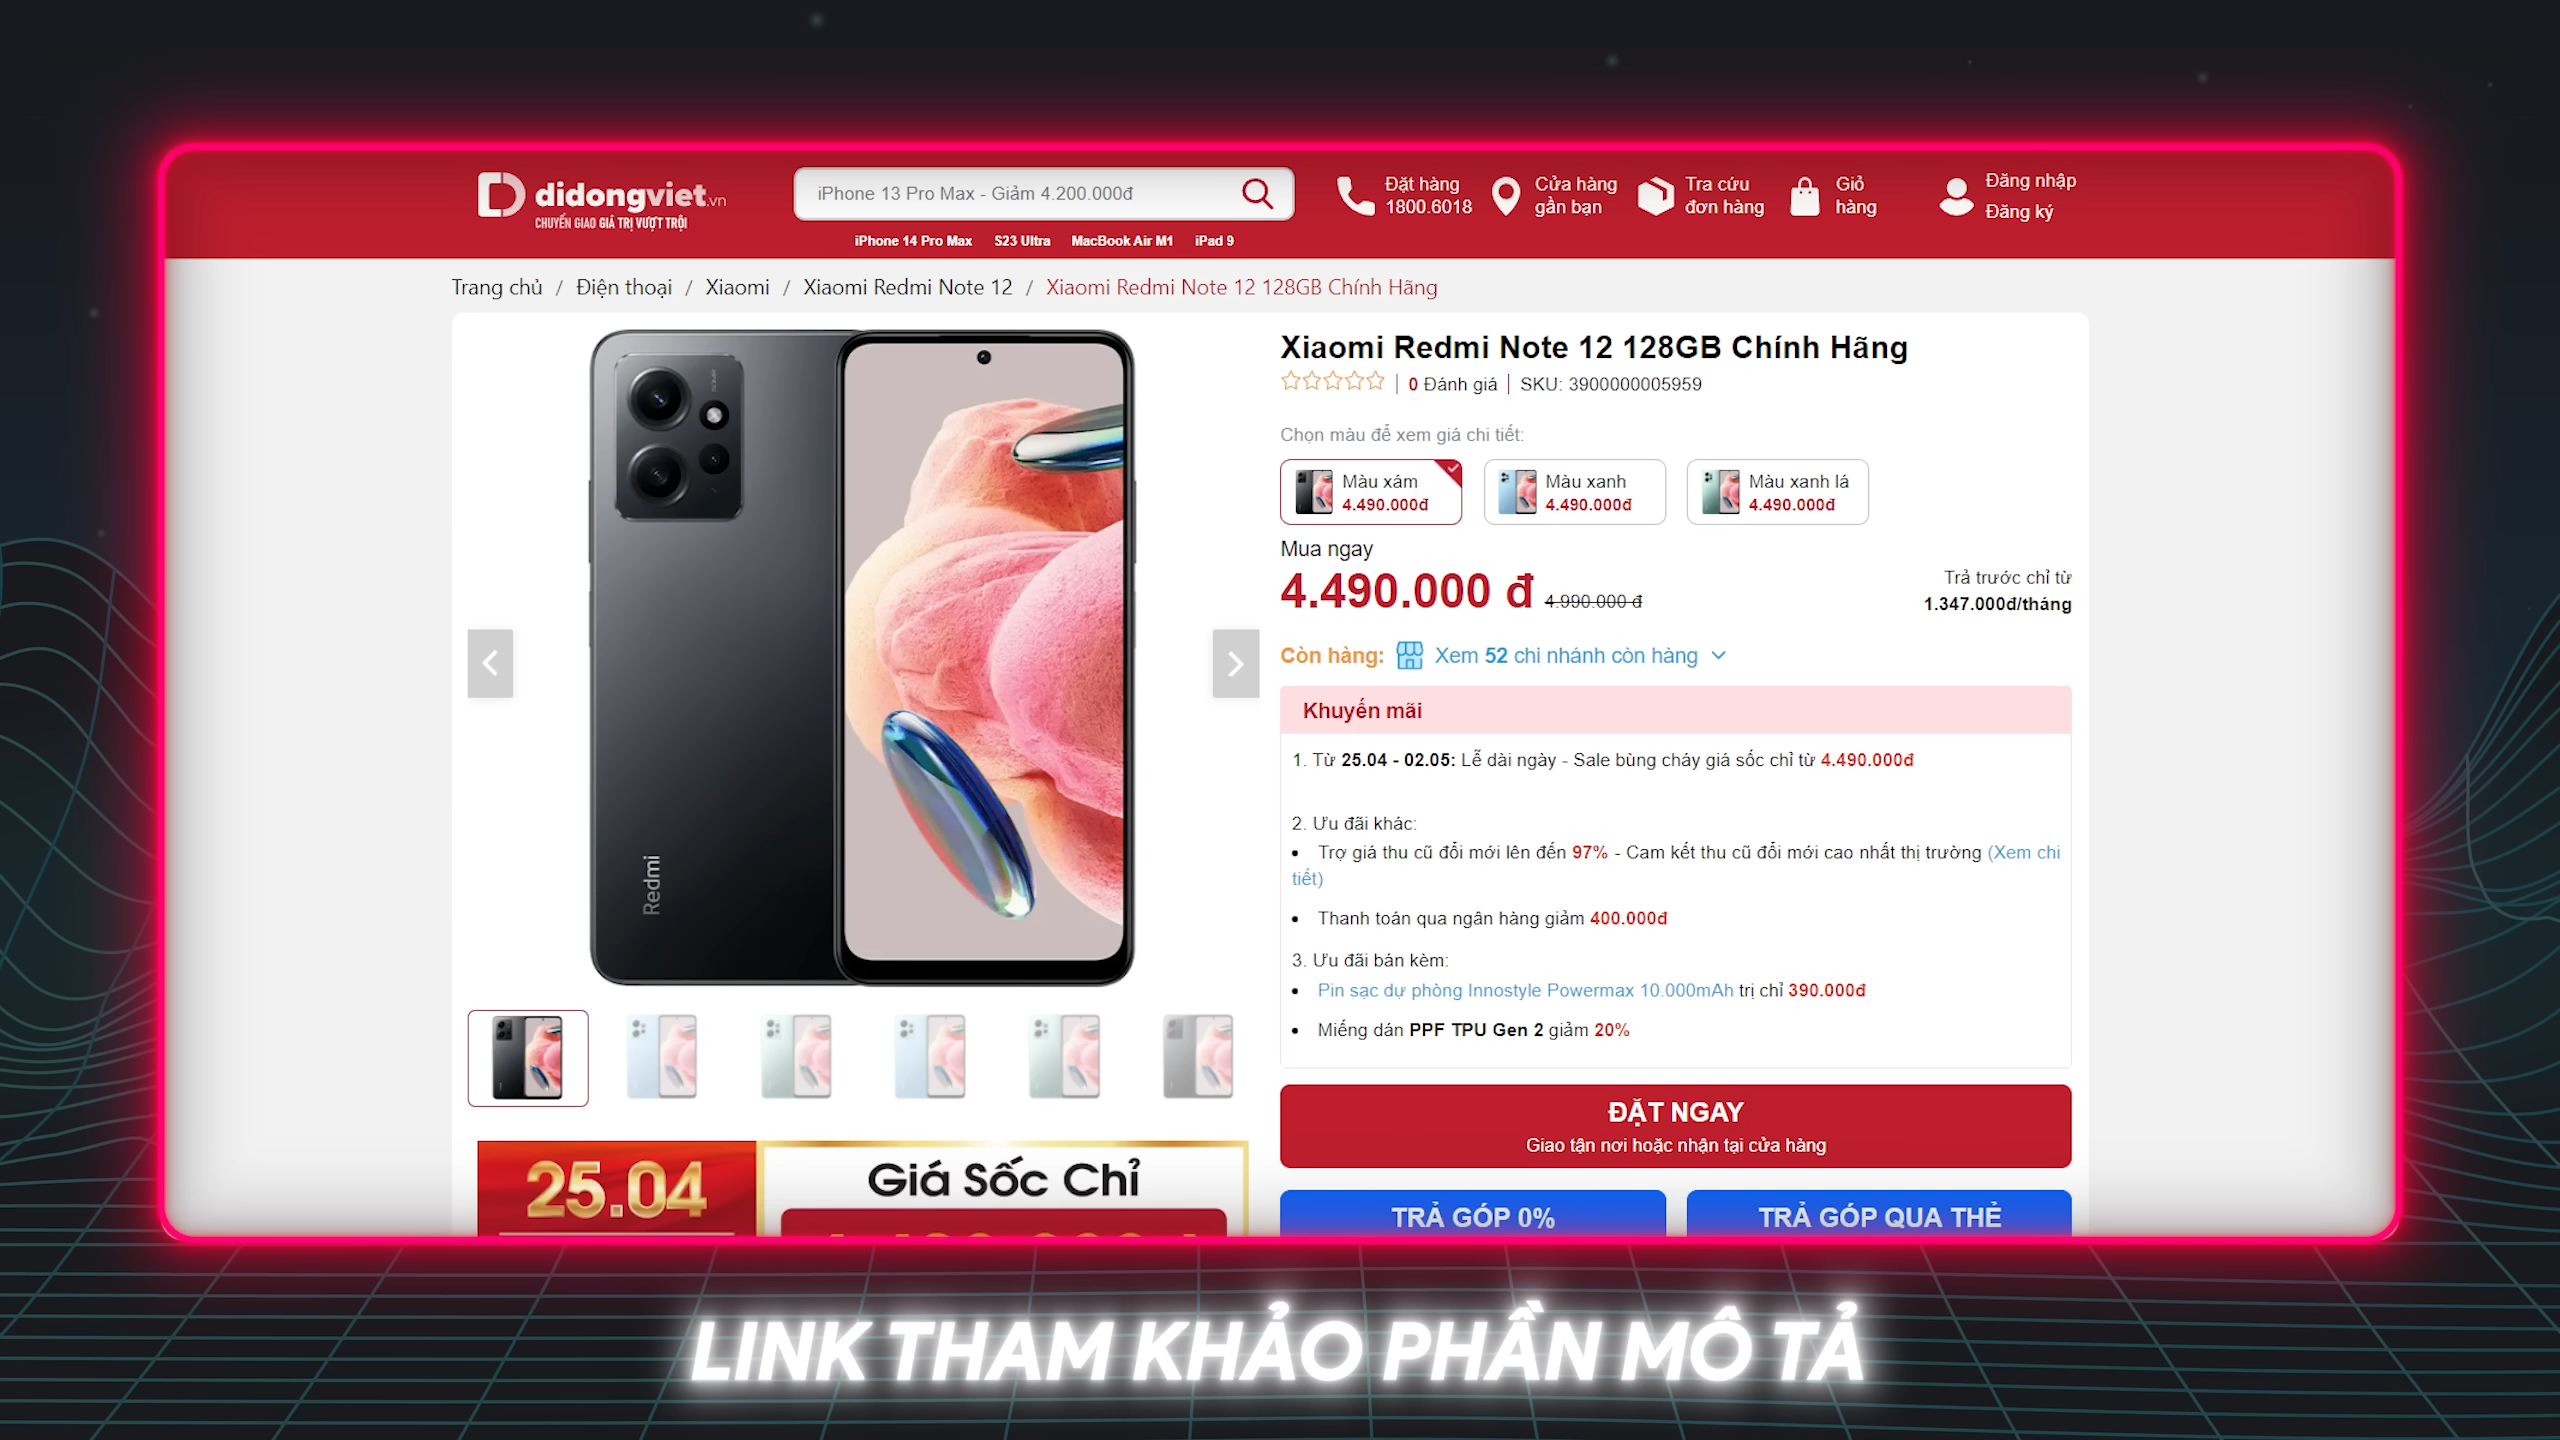 didongviet.vn
CHUYỂN GIAO GIÁ TRỊ VƯỢT TRỘI
iPhone 13 Pro Max - Giảm 4.200.000đ
iPhone 14 Pro Max S23 Ultra MacBook Air M1 iPad 9
Đặt hàng
1800.6018
Cửa hàng
gần bạn
Tra cứu
đơn hàng
Giỏ
hàng
Đăng nhập
Đăng ký
Trang chủ / Điện thoại / Xiaomi / Xiaomi Redmi Note 12 / Xiaomi Redmi Note 12 128GB Chính Hãng
Redmi
Xiaomi Redmi Note 12 128GB Chính Hãng
0 Đánh giá | SKU: 3900000005959
Chọn màu để xem giá chi tiết:
Màu xám
4.490.000đ
Màu xanh
4.490.000đ
Màu xanh lá
4.490.000đ
Mua ngay
4.490.000 đ 4.990.000 đ
Trả trước chỉ từ
1.347.000đ/tháng
Còn hàng: Xem 52 chi nhánh còn hàng
Khuyến mãi
1. Từ 25.04 - 02.05: Lễ dài ngày - Sale bùng cháy giá sốc chỉ từ 4.490.000đ
2. Ưu đãi khác:
• Trợ giá thu cũ đổi mới lên đến 97% - Cam kết thu cũ đổi mới cao nhất thị trường (Xem chi
tiết)
• Thanh toán qua ngân hàng giảm 400.000đ
3. Ưu đãi bán kèm:
• Pin sạc dự phòng Innostyle Powermax 10.000mAh trị chỉ 390.000đ
• Miếng dán PPF TPU Gen 2 giảm 20%
ĐẶT NGAY
Giao tận nơi hoặc nhận tại cửa hàng
TRẢ GÓP 0%
TRẢ GÓP QUA THẺ
25.04
Giá Sốc Chỉ
LINK THAM KHẢO PHẦN MÔ TẢ